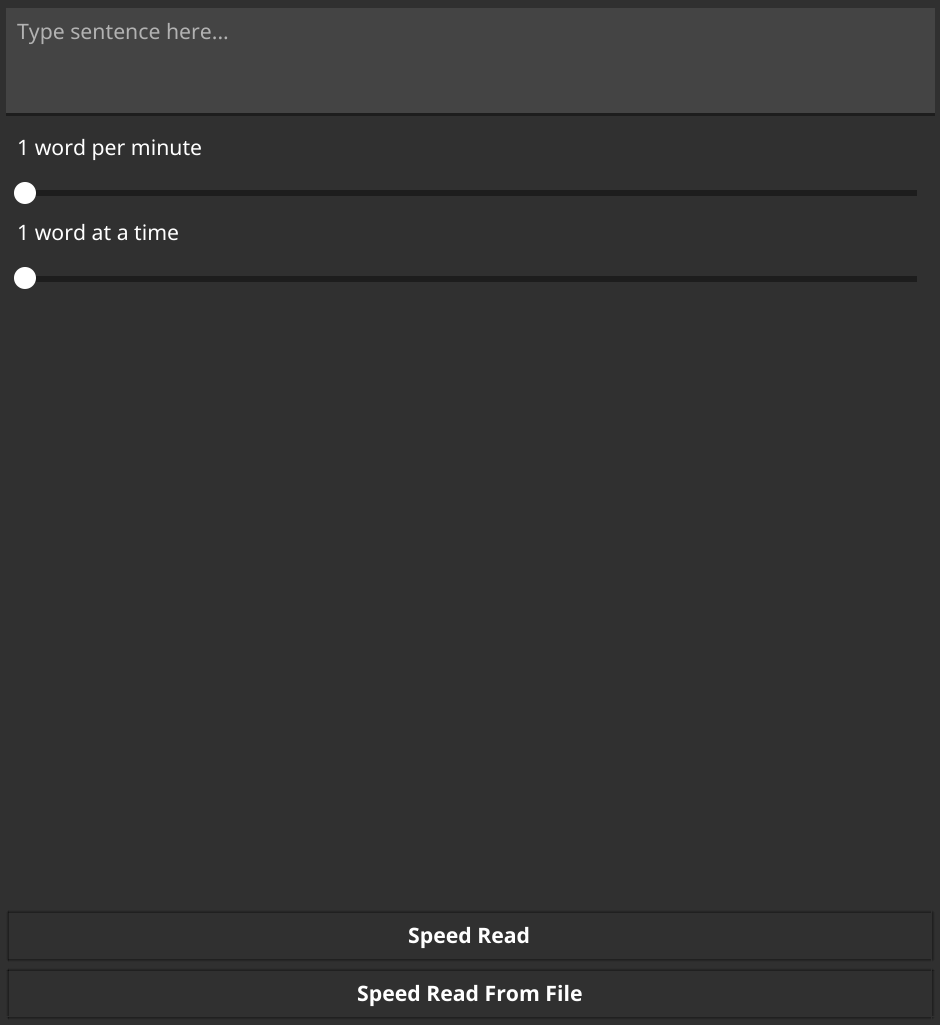 Type sentence here...
1 word per minute
1 word at a time
Speed Read
Speed Read From File